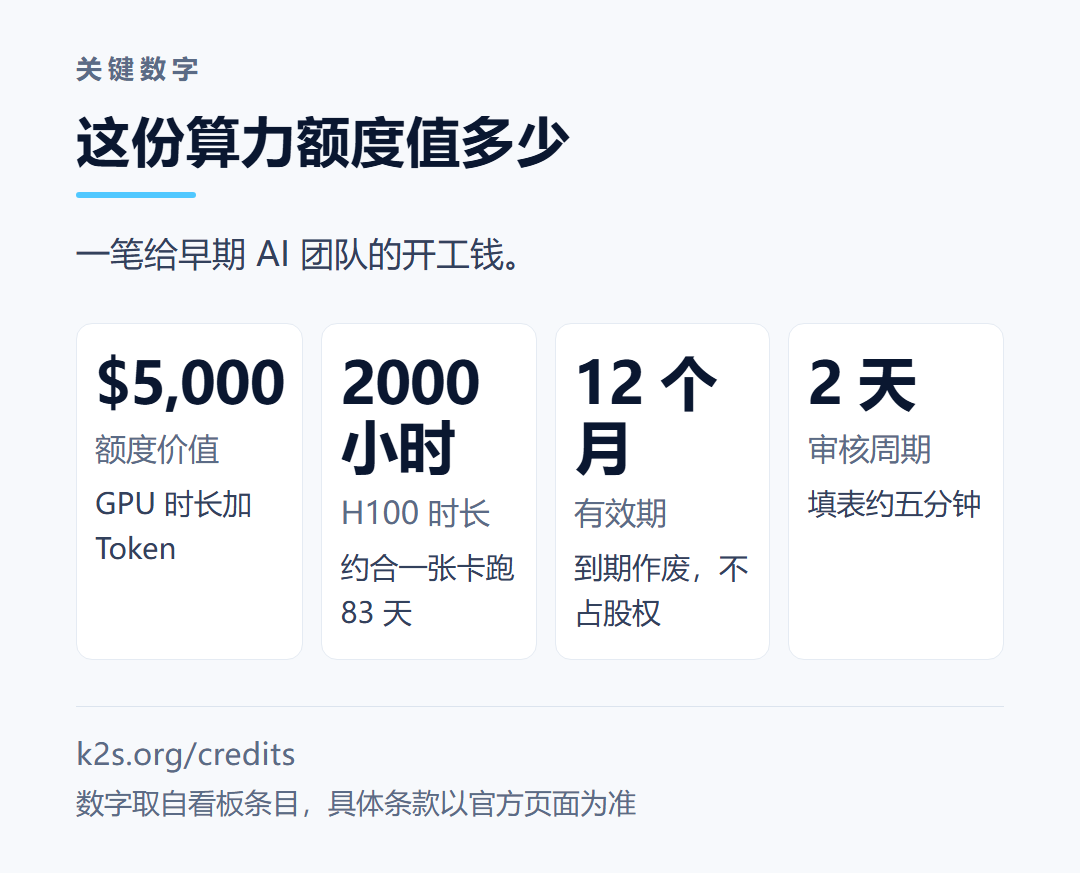 关键数字
这份算力额度值多少
一笔给早期 AI 团队的开工钱。
$5,000
额度价值
GPU 时长加
Token
2000
小时
H100 时长
约合一张卡跑
83 天
12 个
月
有效期
到期作废，不
占股权
2 天
审核周期
填表约五分钟
k2s.org/credits
数字取自看板条目，具体条款以官方页面为准